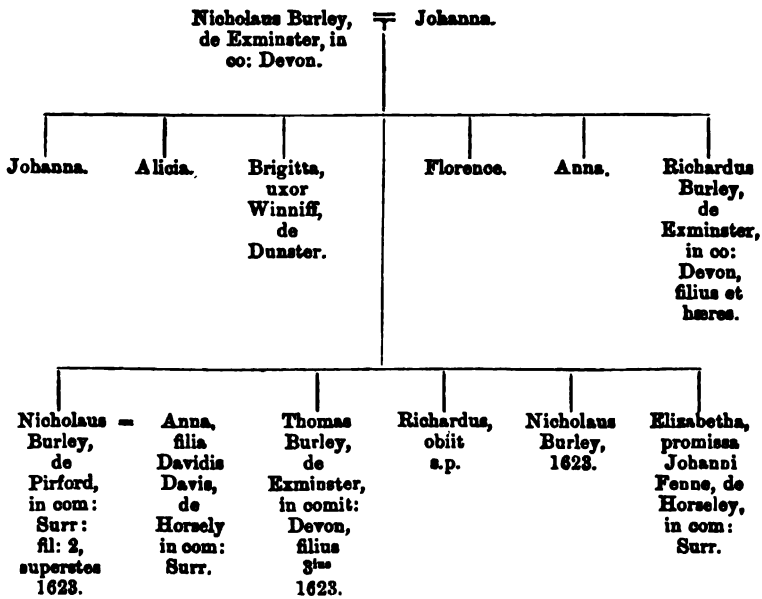 Nicholaus Burley,
de Exminster, in
co: Devon.
= Johanna.
Johanna.
Alicia.
Brigitta,
uxor
Winniff,
de
Dunster.
Florence.
Anna.
Richardus
Burley,
de
Exminster,
in co:
Devon,
filius et
hæres.
Nicholaus
Burley,
de
Pirford,
in com:
Surr:
fil: 2,
superstes
1623.
= Anna,
filia
Davidis
Davis,
de
Horsely
in com:
Surr.
Thomas
Burley,
de
Exminster,
in comit:
Devon,
filius
3ius
1623.
Richardus,
obiit
s.p.
Nicholaus
Burley,
1623.
Elizabetha,
promissa
Johanni
Fenne, de
Horseley,
in com:
Surr.